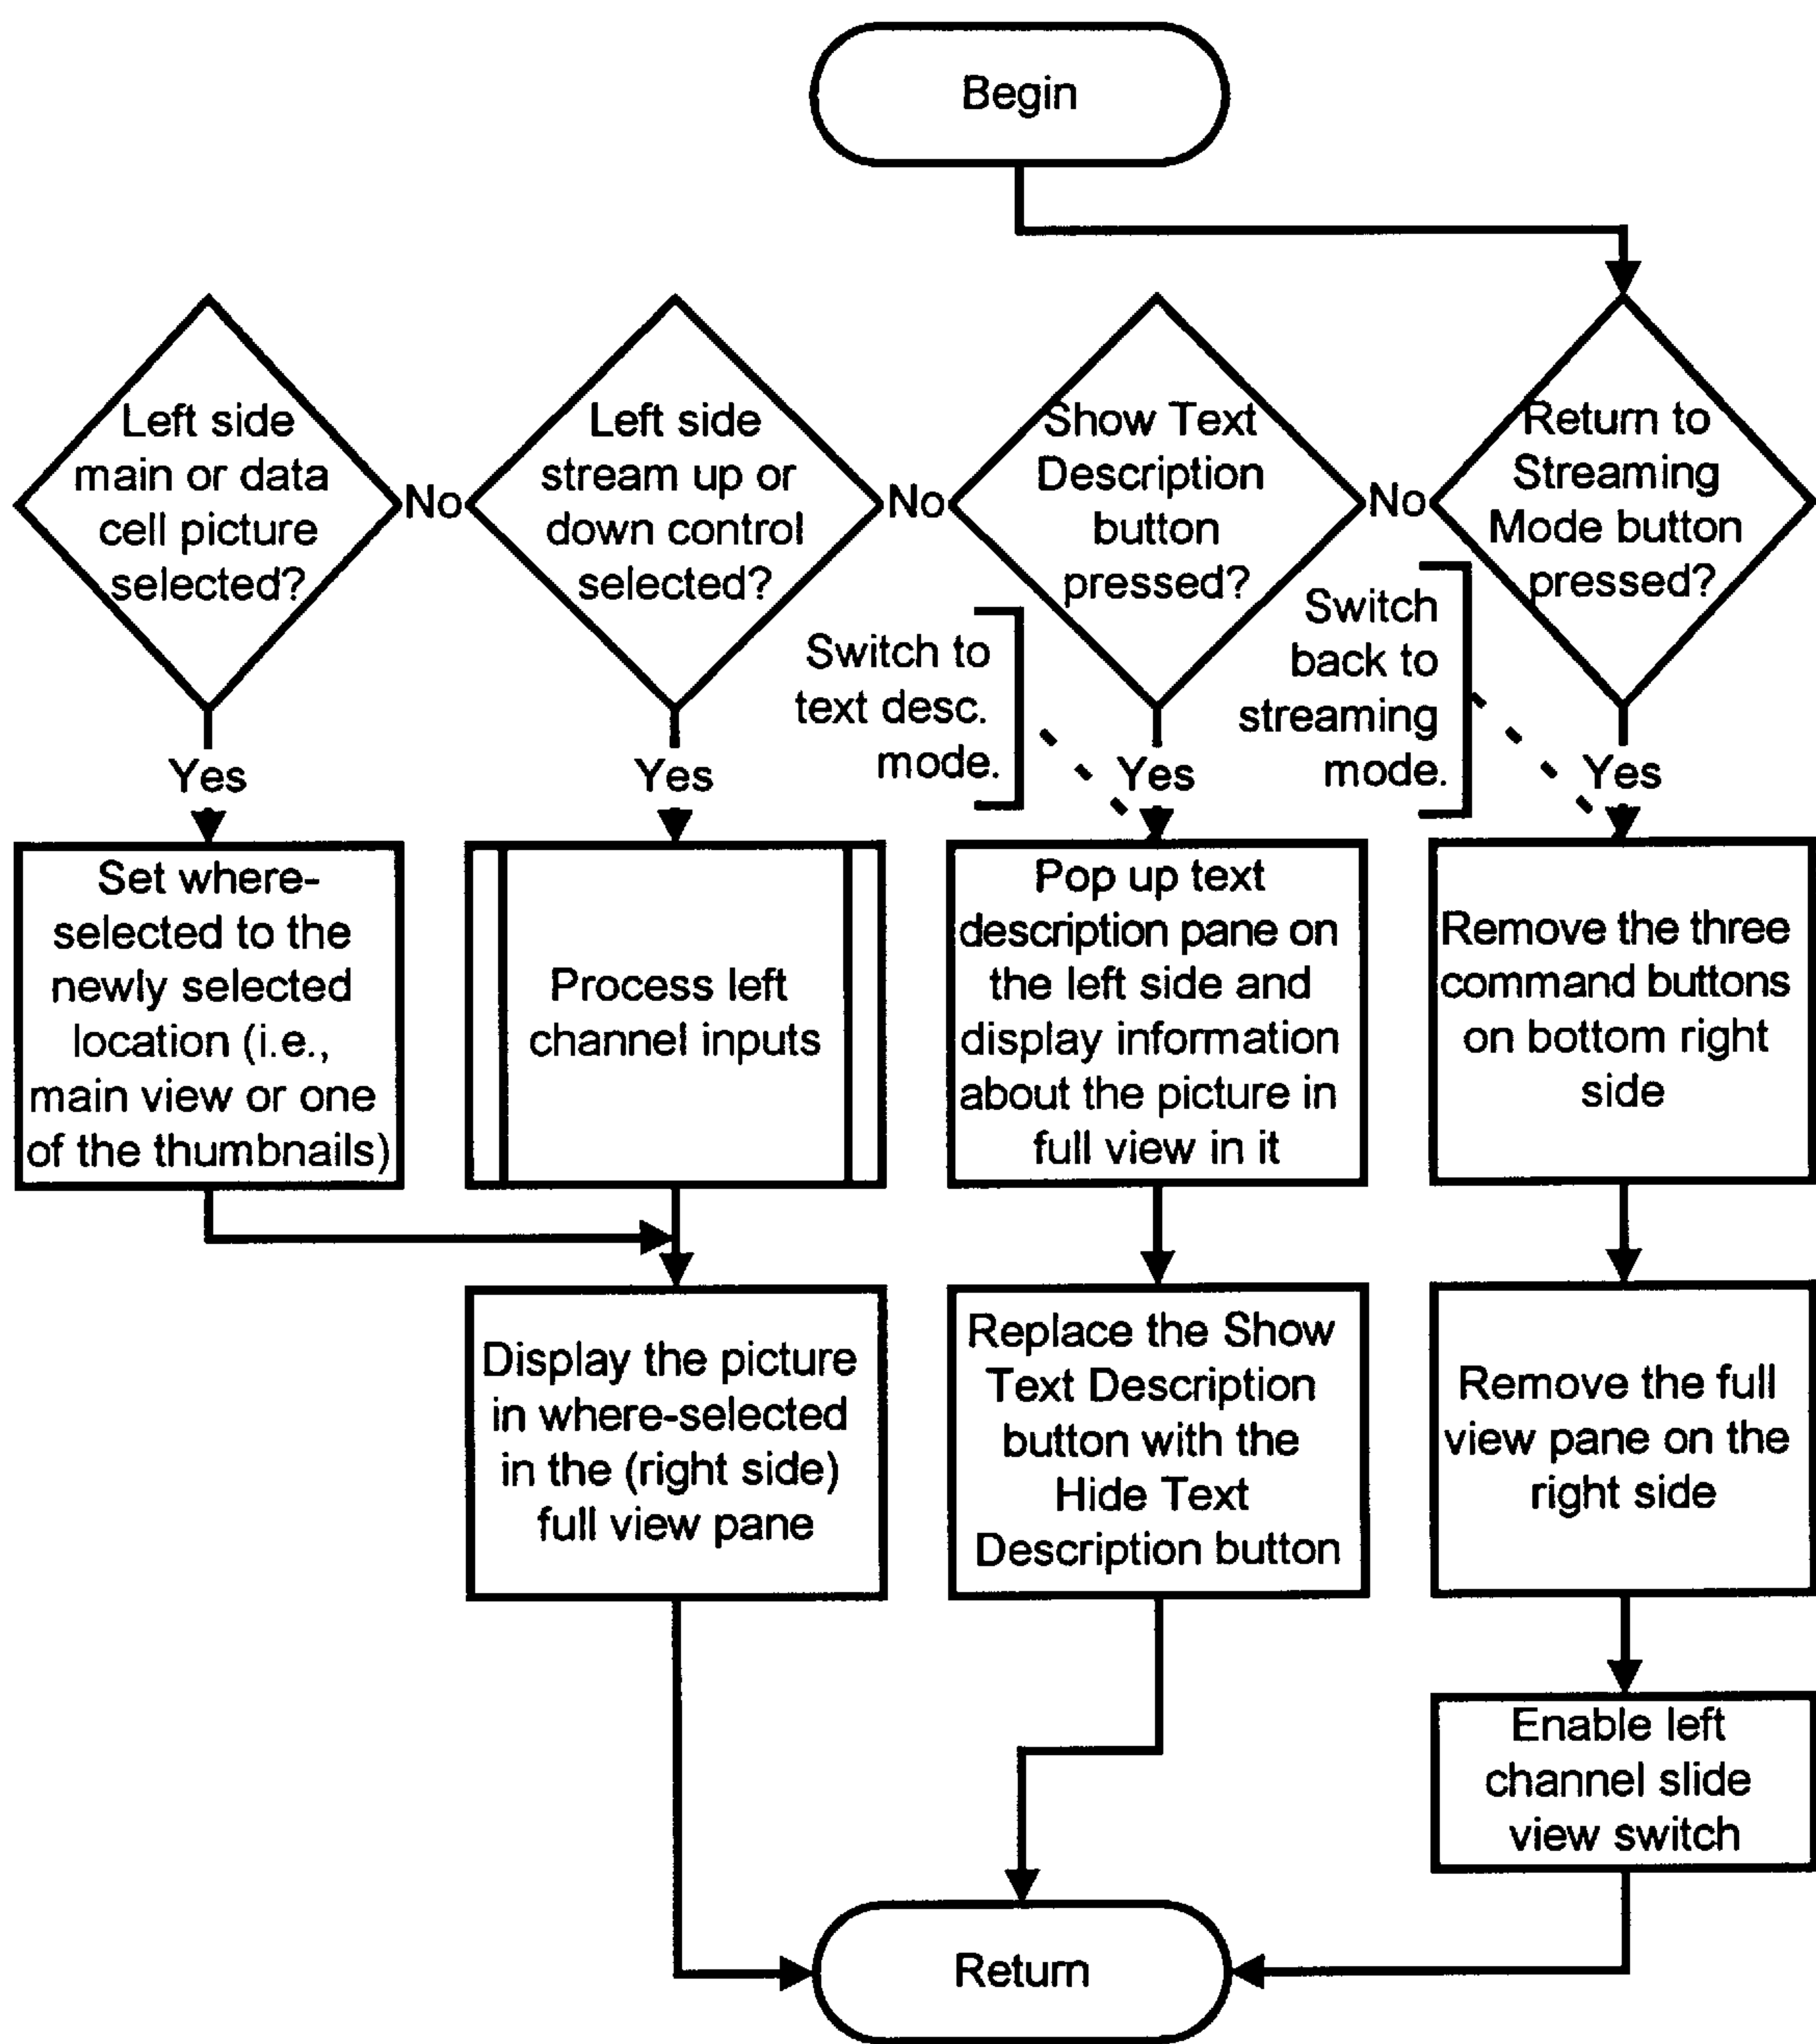 Begin
Left side
main or data
cell picture
selected?
No
Left side
stream up or
down control
selected?
No
Show Text
Description
button
pressed?
No
Return to
Streaming
Mode button
pressed?
Switch to
text desc.
mode.
Switch
back to
streaming
mode.
Yes
Yes
Yes
Yes
Set where-
selected to the
newly selected
location (i.e.,
main view or one
of the thumbnails)
Process left
channel inputs
Pop up text
description pane on
the left side and
display information
about the picture in
full view in it
Remove the three
command buttons
on bottom right
side
Display the picture
in where-selected
in the (right side)
full view pane
Replace the Show
Text Description
button with the
Hide Text
Description button
Remove the full
view pane on the
right side
Enable left
channel slide
view switch
Return